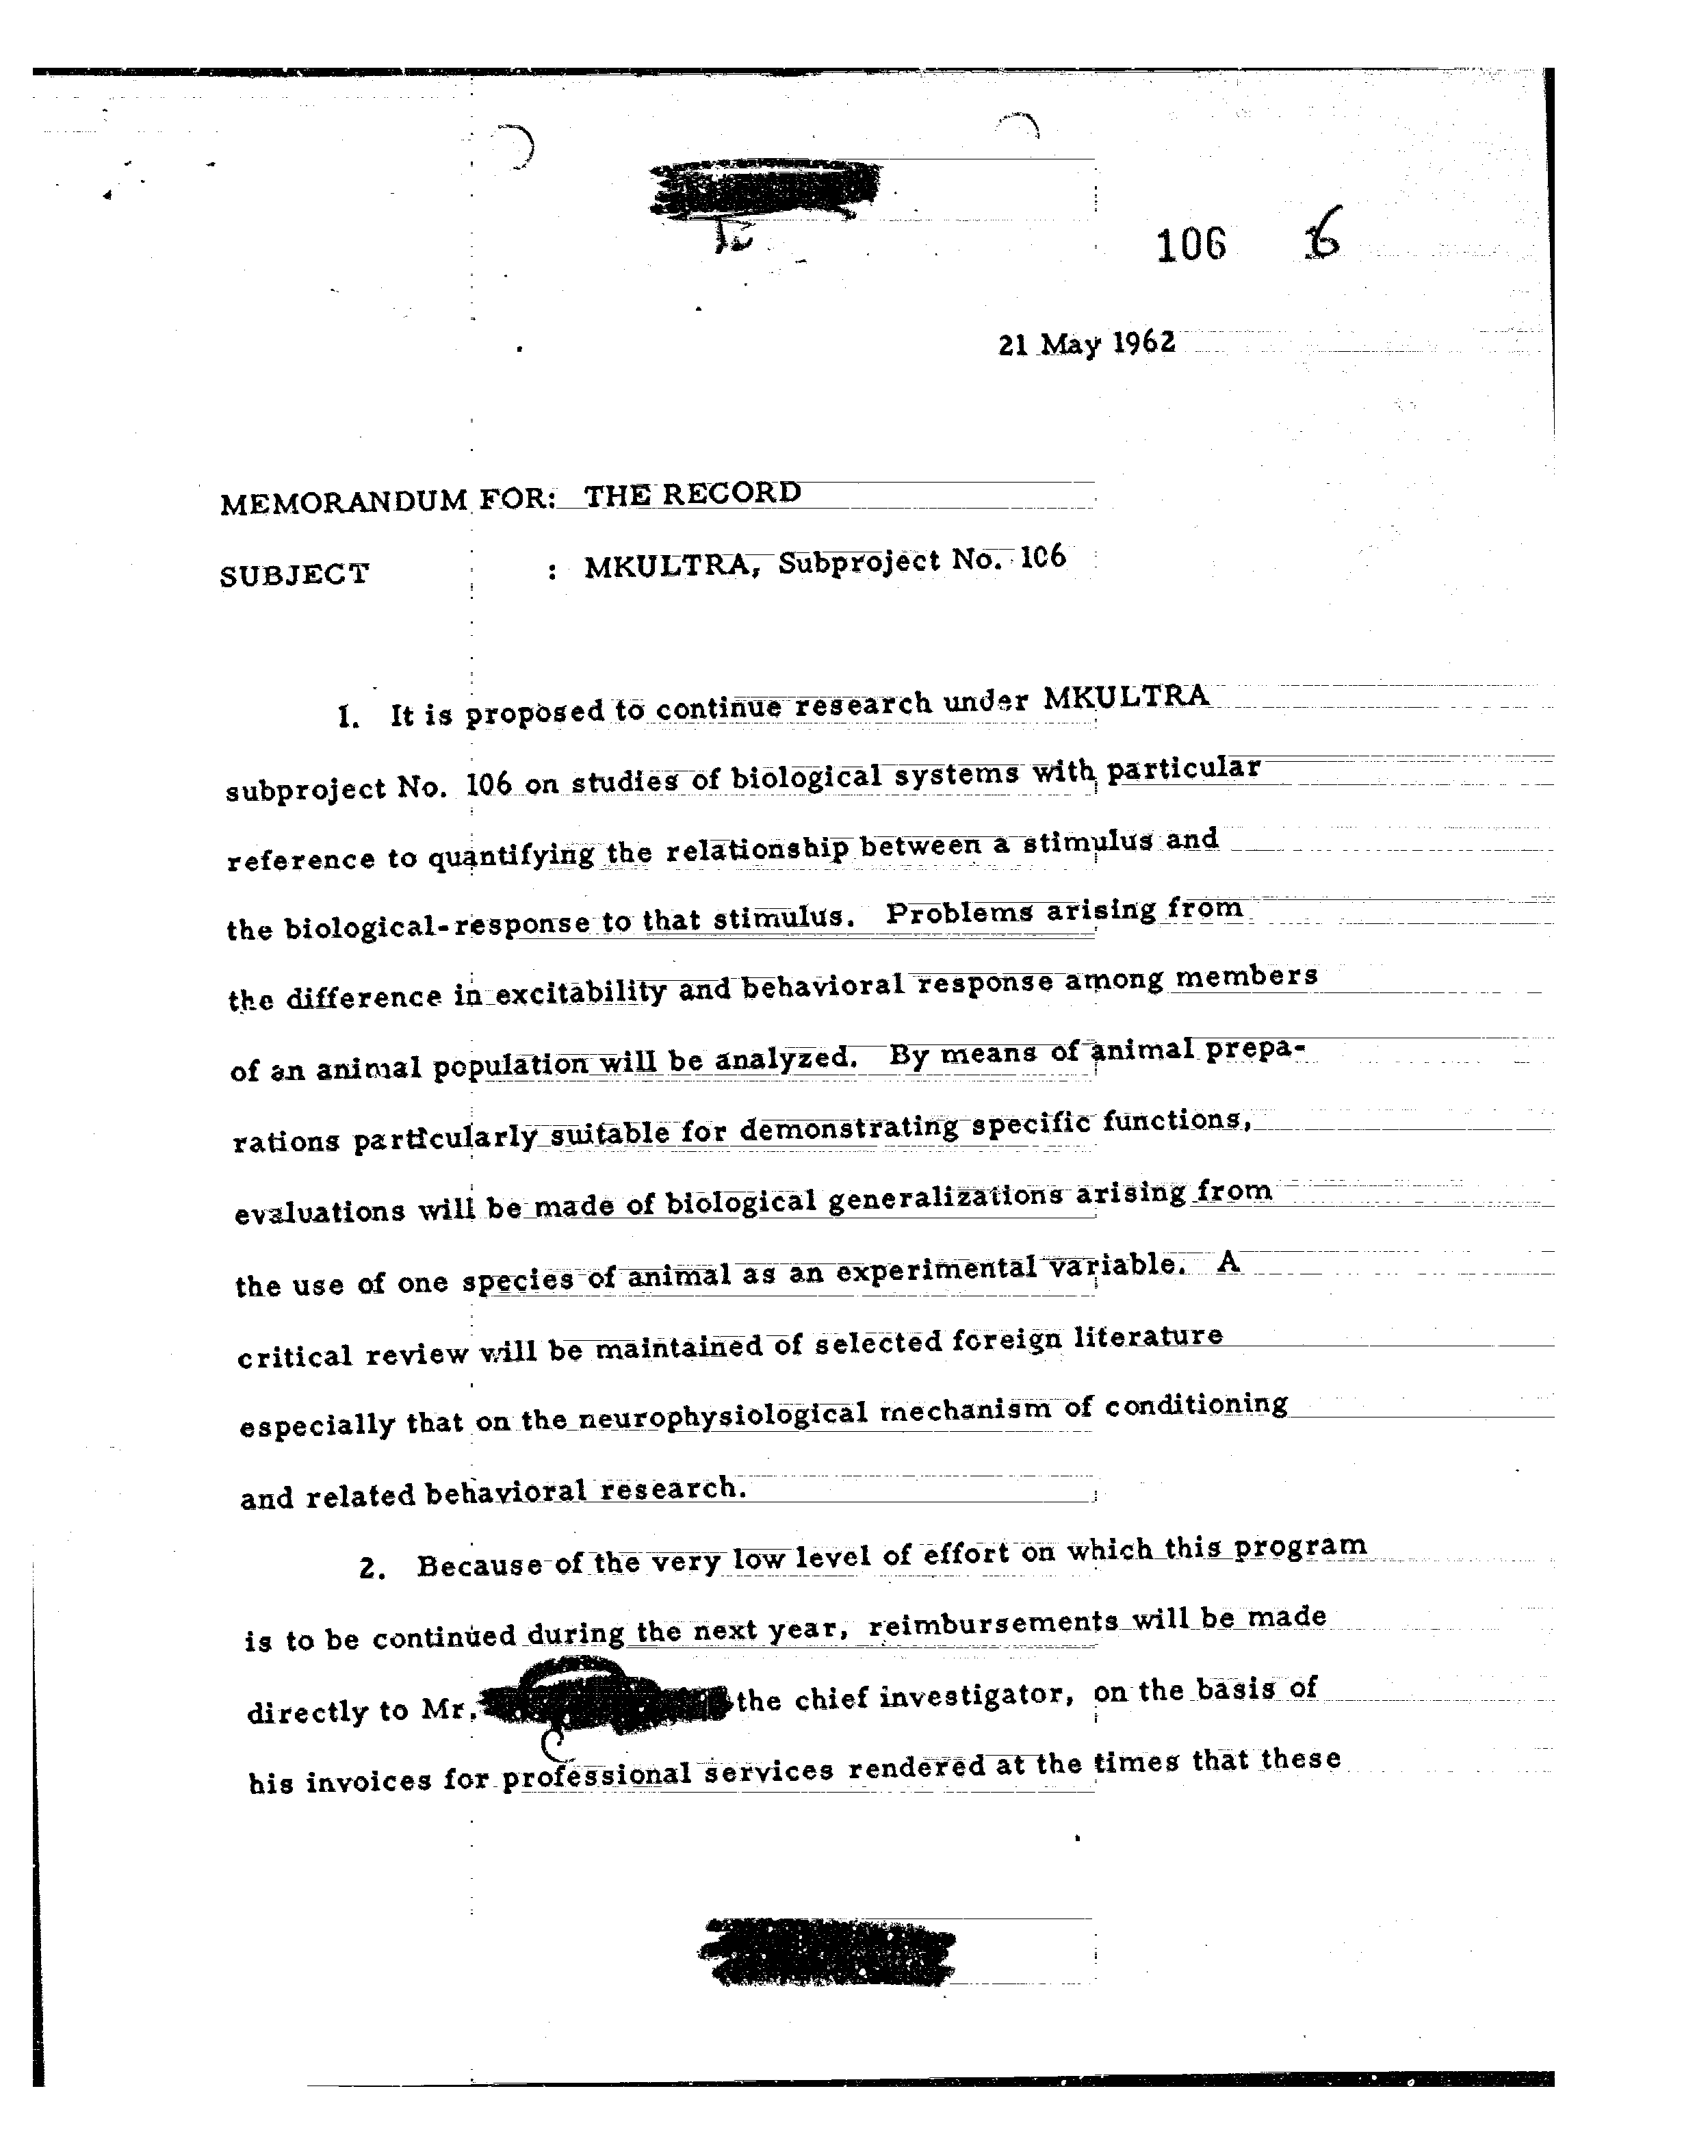 106 6
21 May 1962
MEMORANDUM FOR: THE RECORD
SUBJECT : MKULTRA, Subproject No. 106
1. It is proposed to continue research under MKULTRA
subproject No. 106 on studies of biological systems with particular
reference to quantifying the relationship between a stimulus and
the biological-response to that stimulus. Problems arising from
the difference in excitability and behavioral response among members
of an animal population will be analyzed. By means of animal prepa-
rations particularly suitable for demonstrating specific functions,
evaluations will be made of biological generalizations arising from
the use of one species of animal as an experimental variable. A
critical review will be maintained of selected foreign literature
especially that on the neurophysiological mechanism of conditioning
and related behavioral research.
2. Because of the very low level of effort on which this program
is to be continued during the next year, reimbursements will be made
directly to Mr. the chief investigator, on the basis of
his invoices for professional services rendered at the times that these